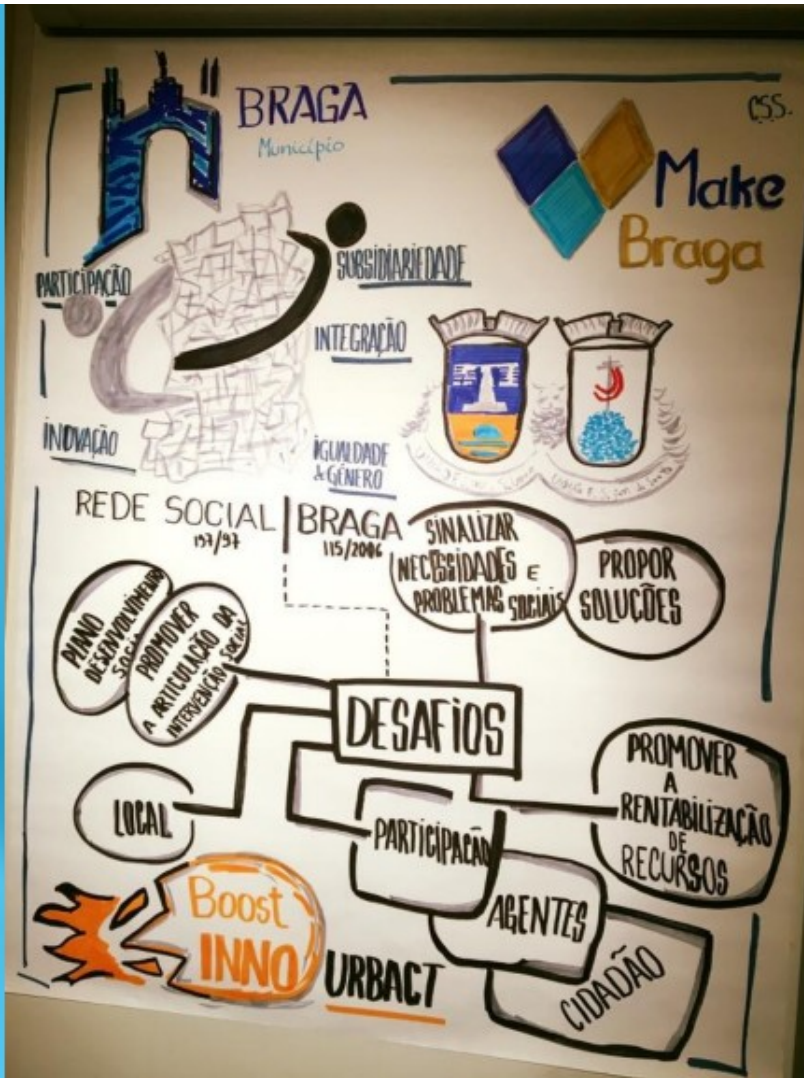 BRAGA
Município
CSS.
Make
Braga
PARTICIPAÇÃO
SUBSIDIARIEDADE
INTEGRAÇÃO
INOVAÇÃO
IGUALDADE
& GÉNERO
REDE SOCIAL | BRAGA
197/97
115/2006
SINALIZAR
NECESSIDADES E
PROBLEMAS SOCIAIS
PROPOR
SOLUÇÕES
PLANO
DESENVOLVIMENTO
SOCIAL
PROMOVER
A ARTICULAÇÃO DA
INTERVENÇÃO SOCIAL
DESAFIOS
LOCAL
PARTICIPAÇÃO
AGENTES
CIDADÃO
PROMOVER
A
RENTABILIZAÇÃO
DE
RECURSOS
Boost
INNO
URBACT